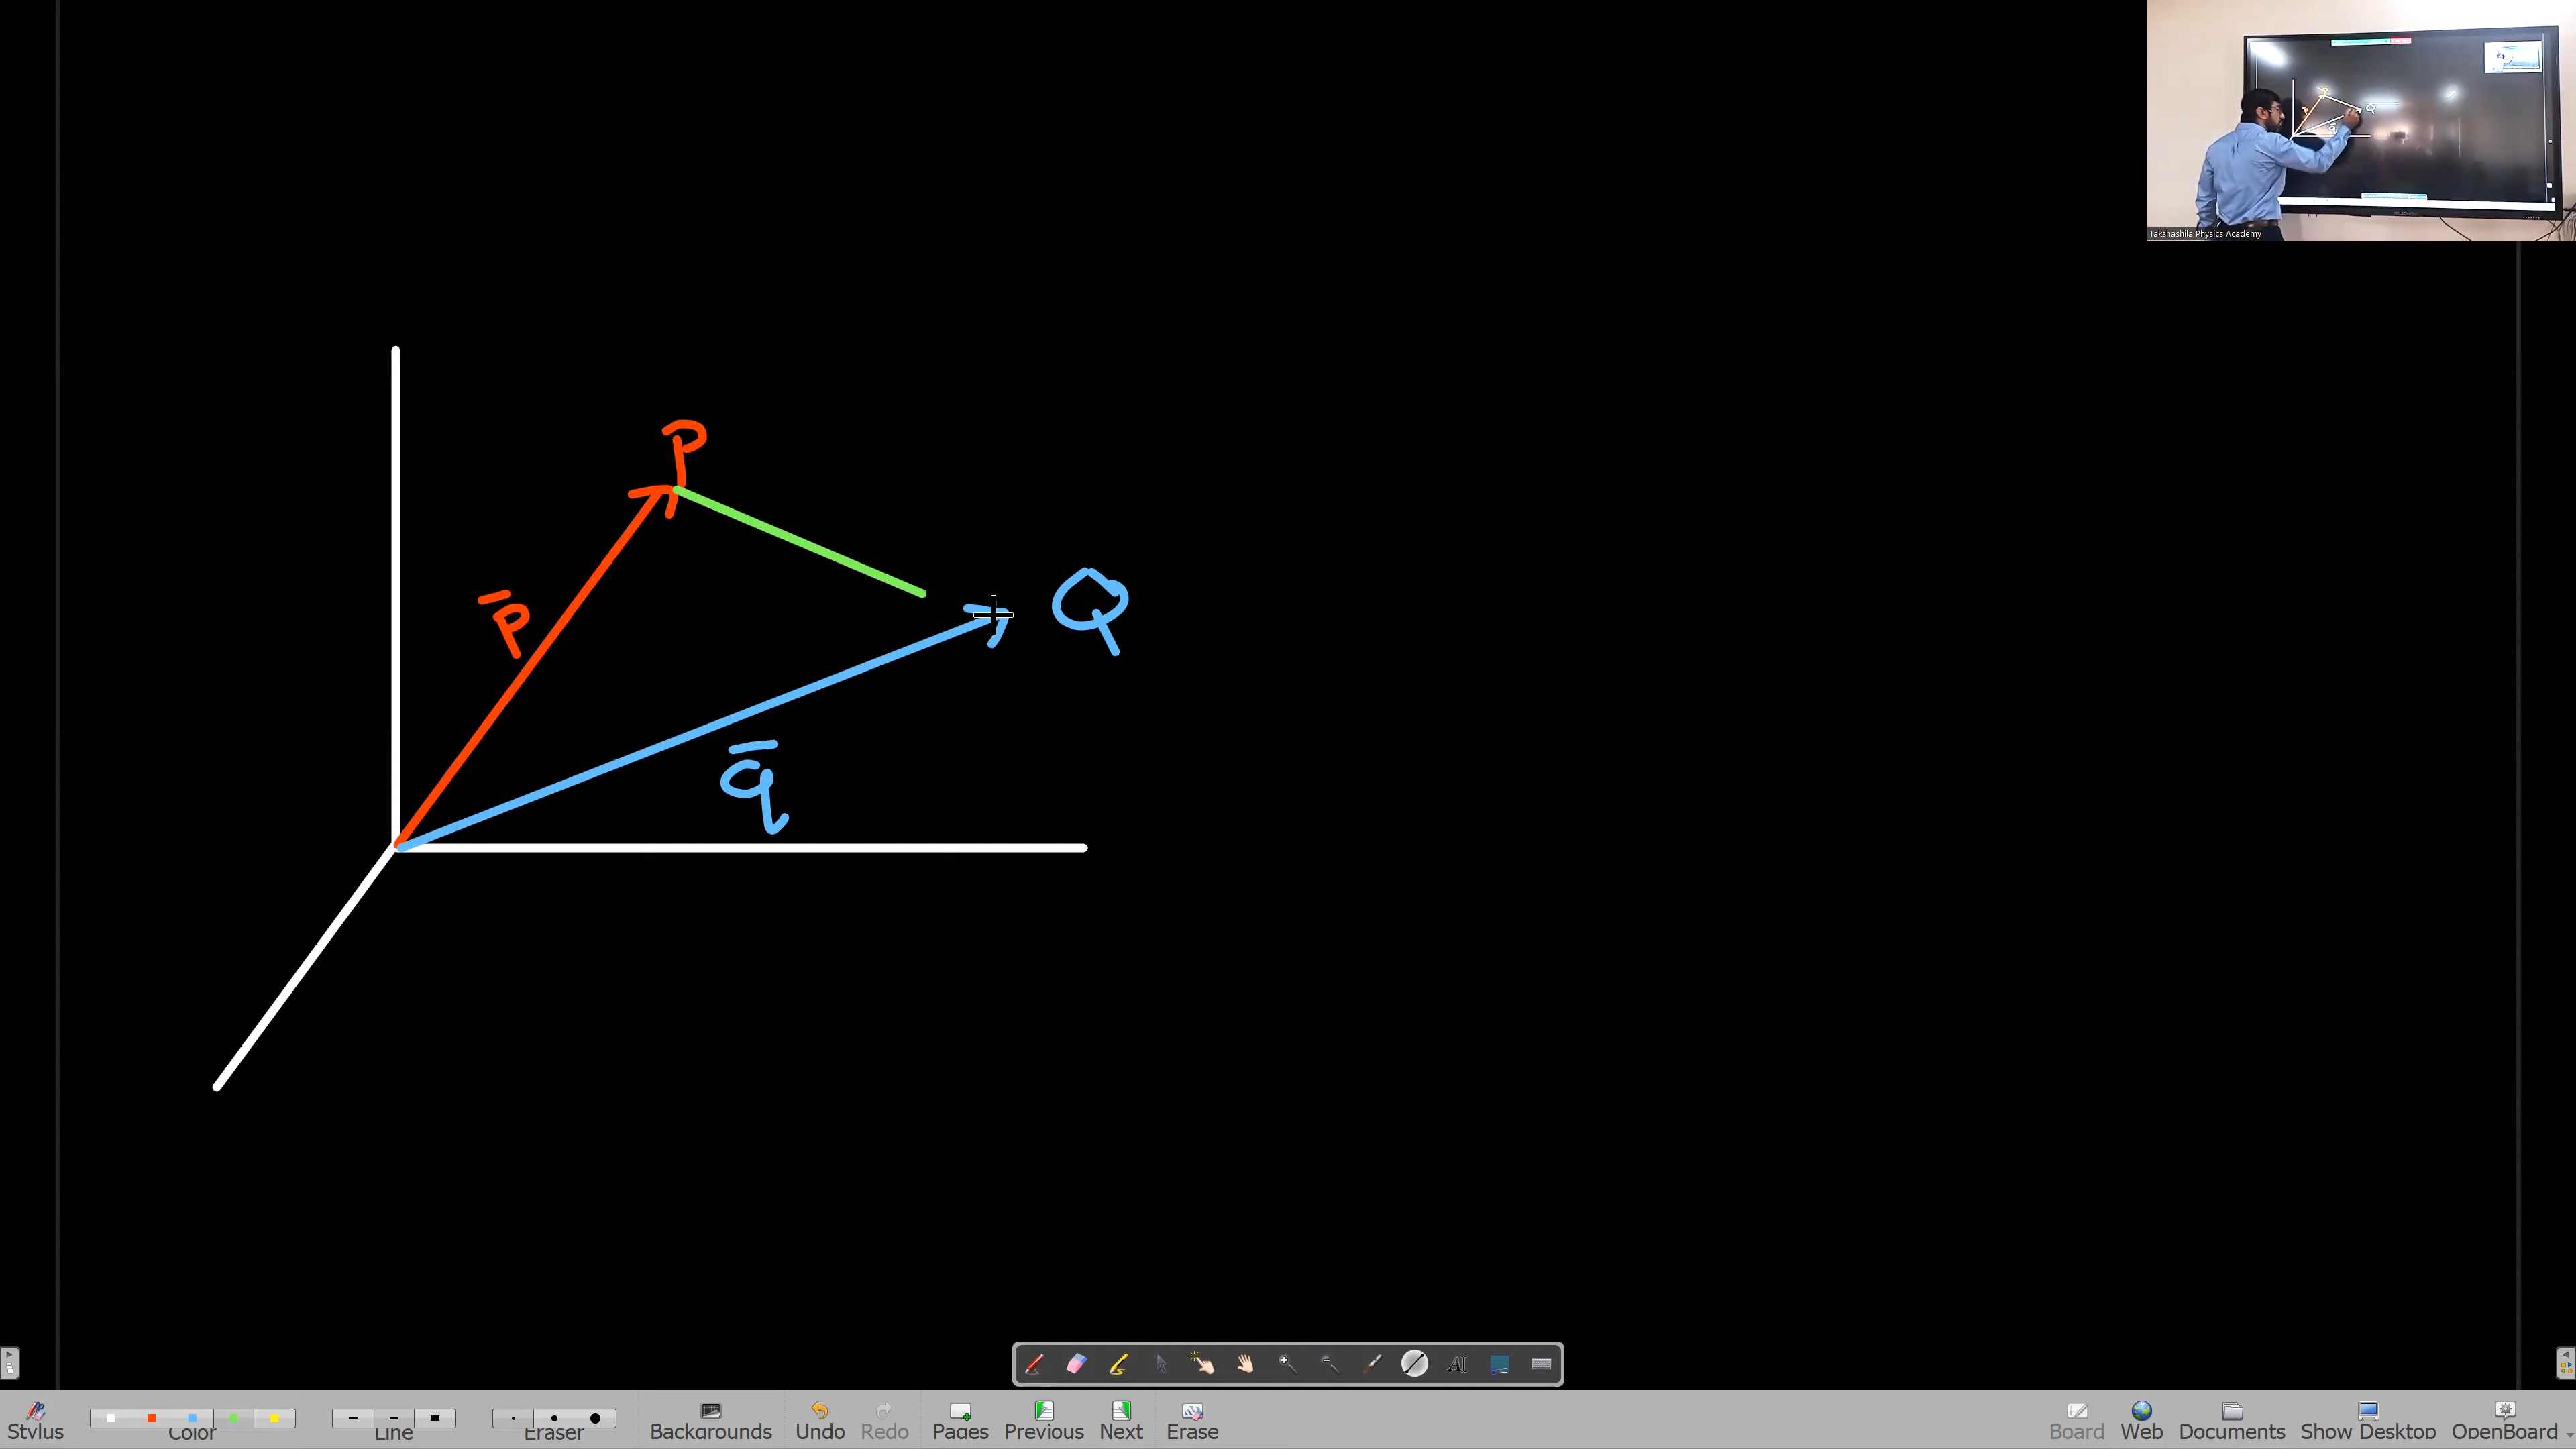 Takshashila Physics Academy
P
p̄
Q
q̄
Stylus
Color
Line
Eraser
Backgrounds
Undo
Redo
Pages
Previous
Next
Erase
Board
Web
Documents
Show Desktop
OpenBoard